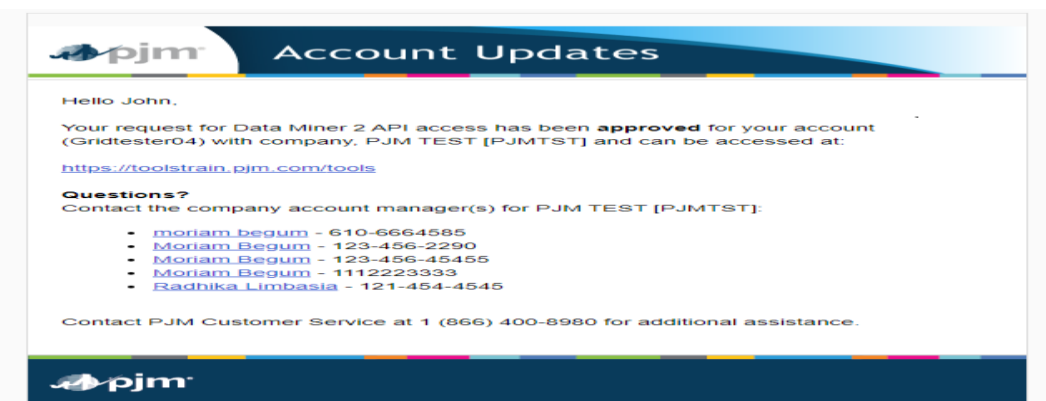 pjm
Account Updates
Hello John,
Your request for Data Miner 2 API access has been approved for your account
(Gridtester04) with company, PJM TEST [PJMTST] and can be accessed at:
https://toolstrain.pjm.com/tools
Questions?
Contact the company account manager(s) for PJM TEST [PJMTST]:
• moriam begum - 610-6664585
• Moriam Begum - 123-456-2290
• Moriam Begum - 123-456-45455
• Moriam Begum - 1112223333
• Radhika Limbasia - 121-454-4545
Contact PJM Customer Service at 1 (866) 400-8980 for additional assistance.
pjm